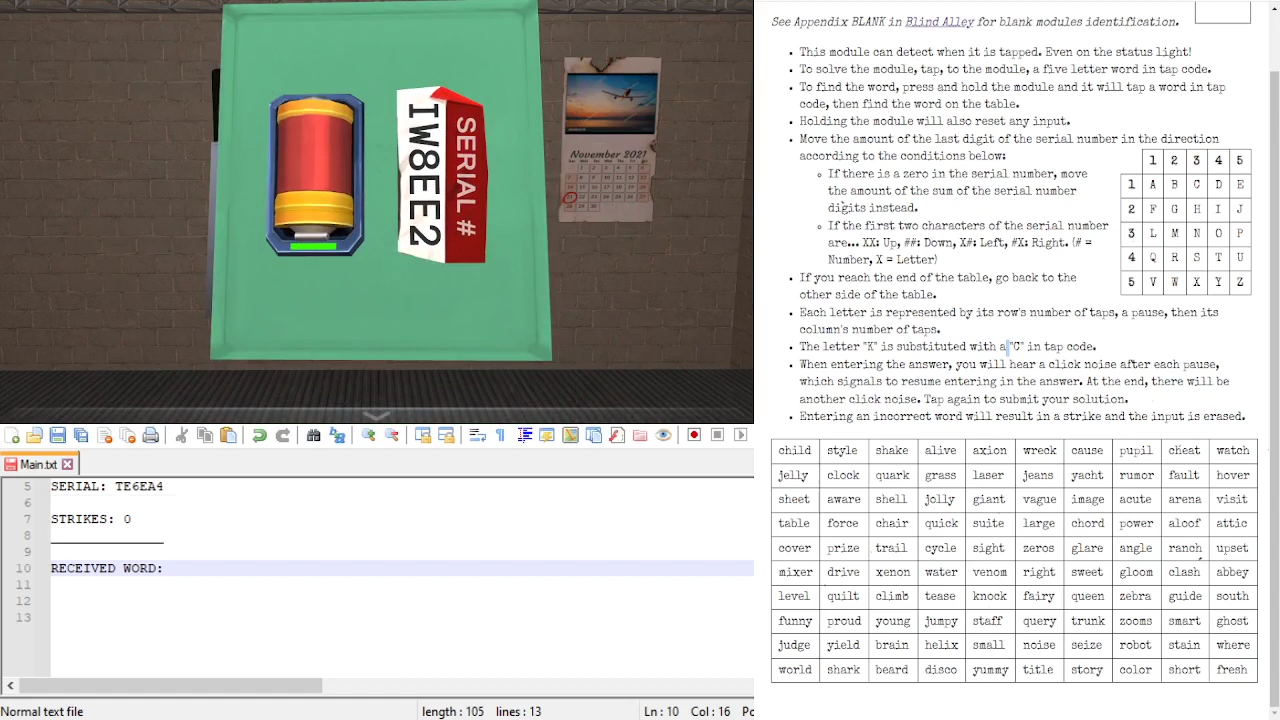 SERIAL #
IW8EE2
November 2021
See Appendix BLANK in Blind Alley for blank modules identification.
• This module can detect when it is tapped. Even on the status light!
• To solve the module, tap, to the module, a five letter word in tap code.
• To find the word, press and hold the module and it will tap a word in tap
code, then find the word on the table.
• Holding the module will also reset any input.
• Move the amount of the last digit of the serial number in the direction
according to the conditions below:
◦ If there is a zero in the serial number, move
the amount of the sum of the serial number
digits instead.
◦ If the first two characters of the serial number
are... XX: Up, ##: Down, X#: Left, #X: Right. (# =
Number, X = Letter)
• If you reach the end of the table, go back to the
other side of the table.
• Each letter is represented by its row's number of taps, a pause, then its
column's number of taps.
• The letter "K" is substituted with a "C" in tap code.
• When entering the answer, you will hear a click noise after each pause,
which signals to resume entering in the answer. At the end, there will be
another click noise. Tap again to submit your solution.
• Entering an incorrect word will result in a strike and the input is erased.
1 2 3 4 5
1 A B C D E
2 F G H I J
3 L M N O P
4 Q R S T U
5 V W X Y Z
child style shake alive axion wreck cause pupil cheat watch
jelly clock quark grass laser jeans yacht rumor fault hover
sheet aware shell jolly giant vague image acute arena visit
table force chair quick suite large chord power aloof attic
cover prize trail cycle sight zeros glare angle ranch upset
mixer drive xenon water venom right sweet gloom clash abbey
level quilt climb tease knock fairy queen zebra guide south
funny proud young jumpy staff query trunk zooms smart ghost
judge yield brain helix small noise seize robot stain where
world shark beard disco yummy title story color short fresh
Main.txt
5 SERIAL: TE6EA4
6
7 STRIKES: 0
8
9
10 RECEIVED WORD:
11
12
13
Normal text file length : 105 lines : 13 Ln : 10 Col : 16 Po